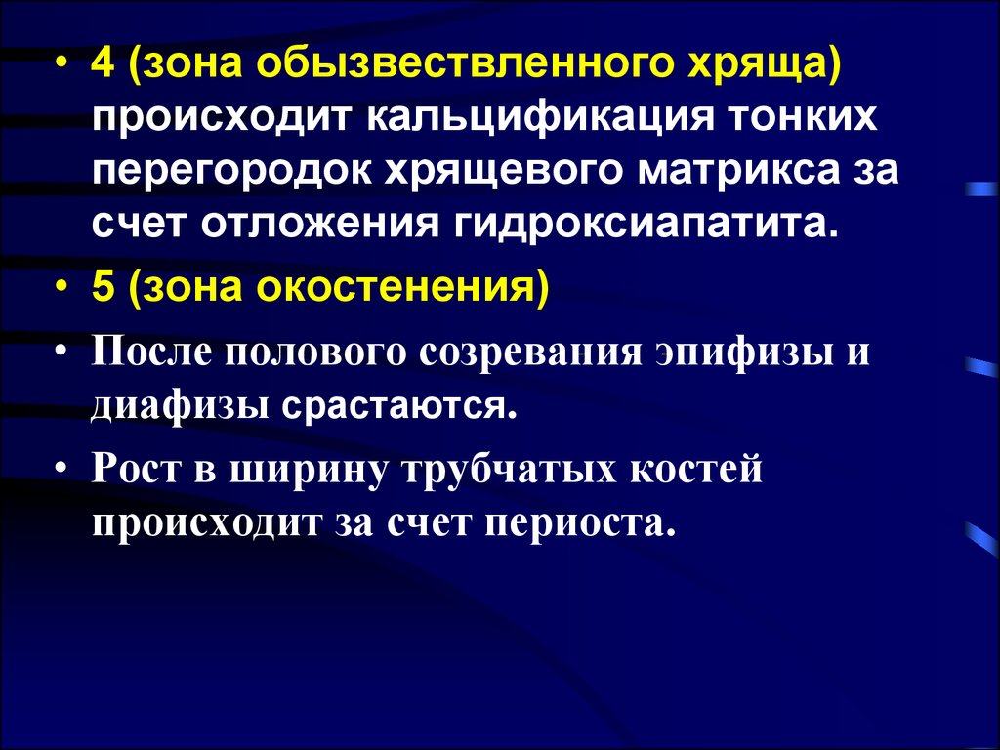 • 4 (зона обызвествленного хряща)
происходит кальцификация тонких
перегородок хрящевого матрикса за
счет отложения гидроксиапатита.
• 5 (зона окостенения)
• После полового созревания эпифизы и
диафизы срастаются.
• Рост в ширину трубчатых костей
происходит за счет периоста.